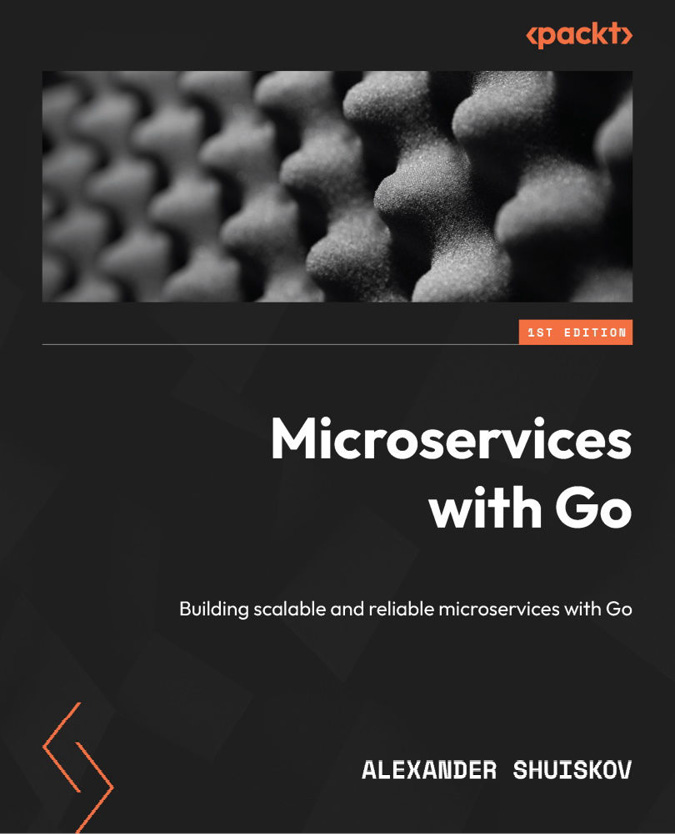 <packt>
1ST EDITION
Microservices
with Go
Building scalable and reliable microservices with Go
ALEXANDER SHUISKOV